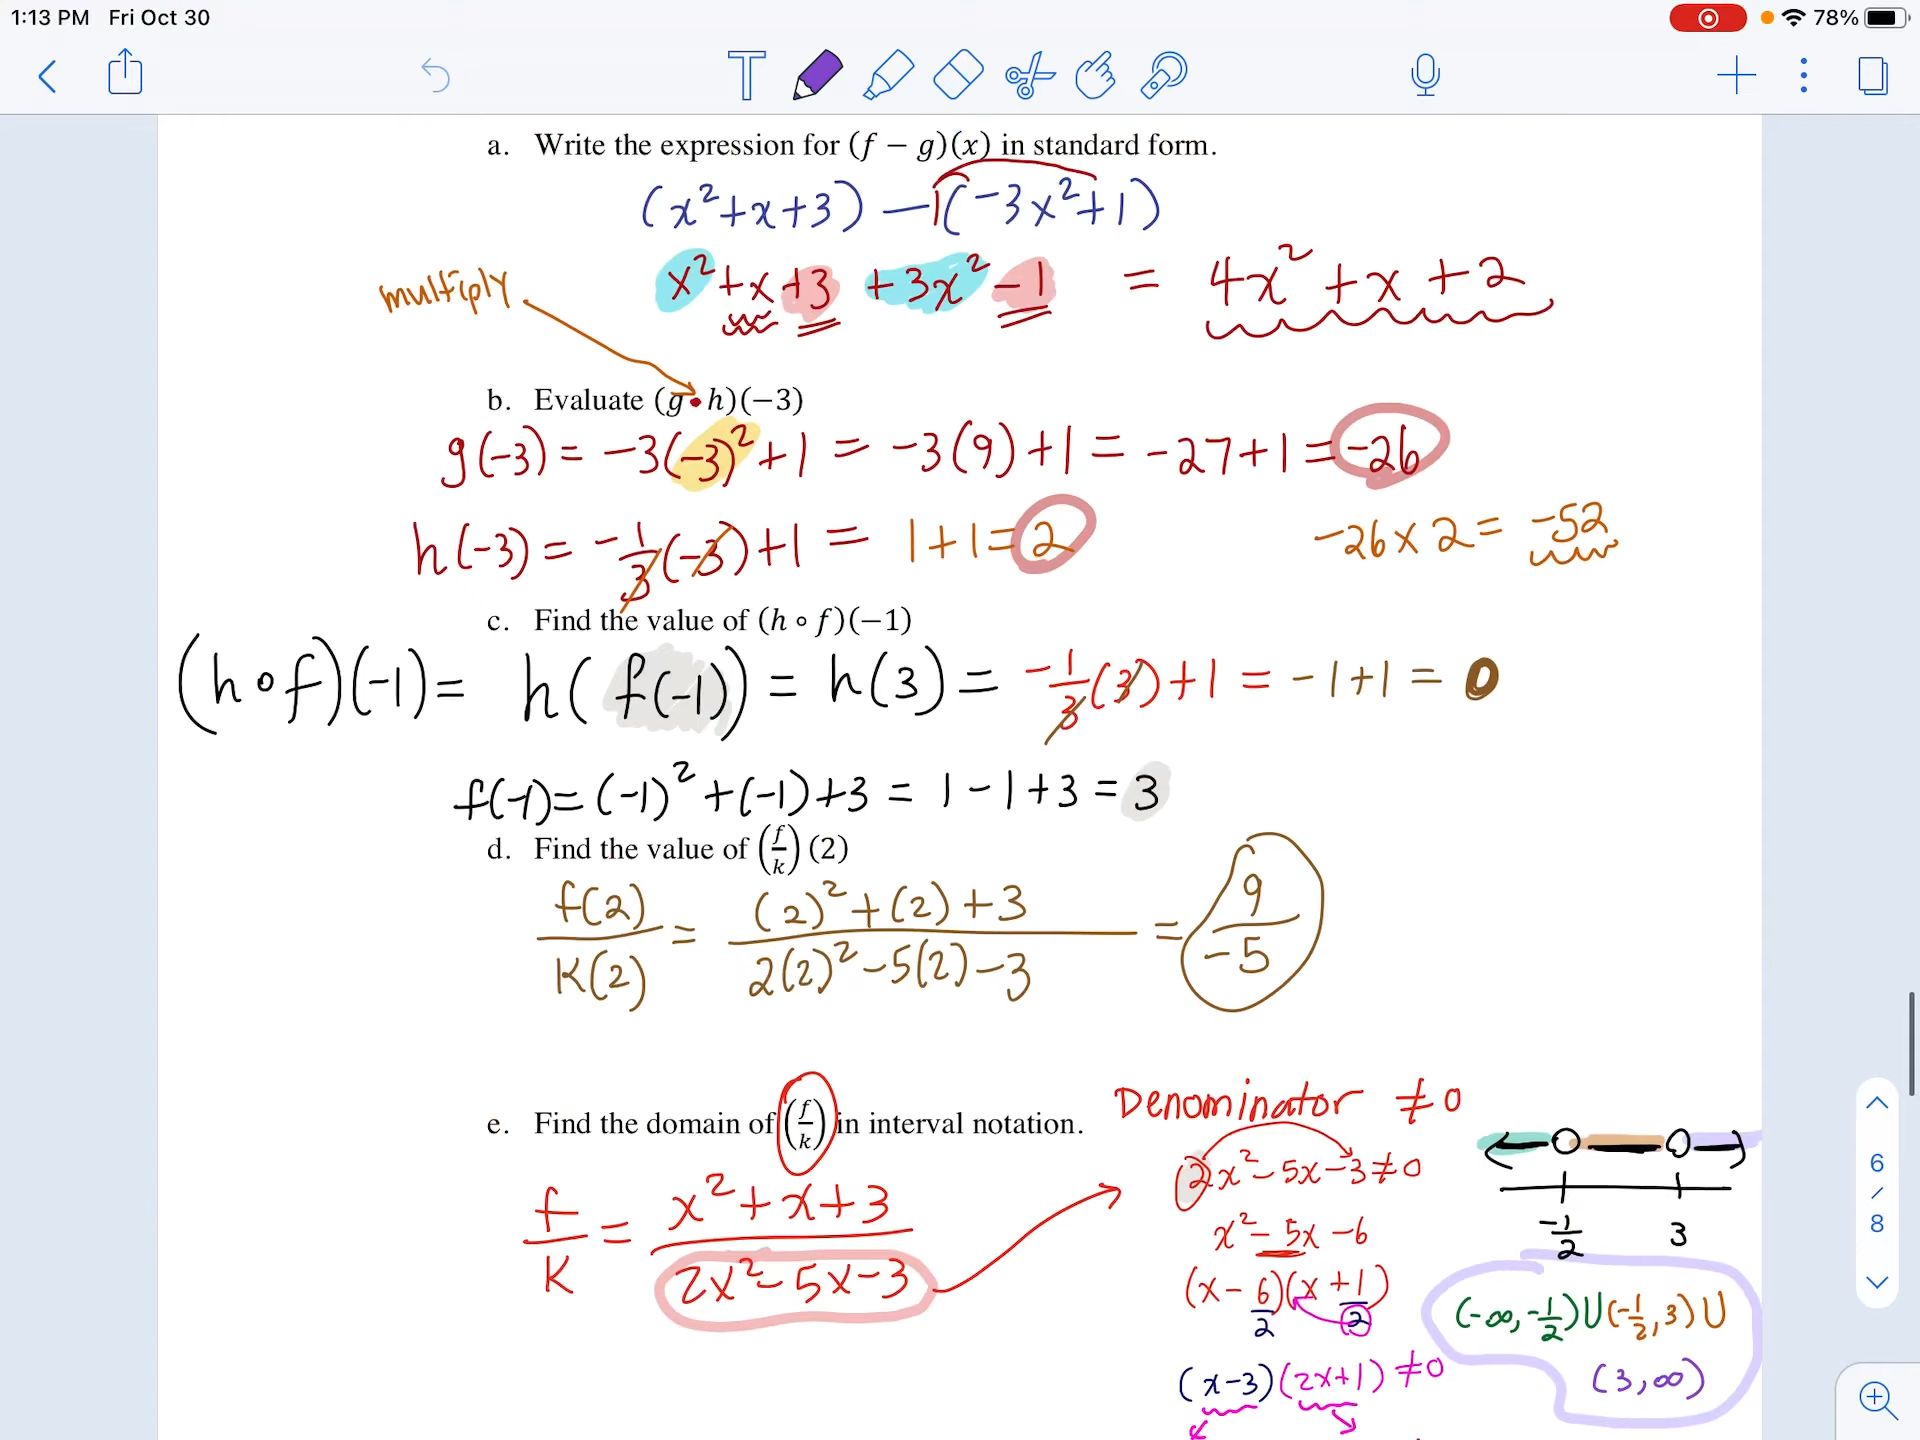 1:13 PM Fri Oct 30 78%
a. Write the expression for (f − g)(x) in standard form.
(x²+x+3) −1(−3x²+1)
multiply x²+x+3 +3x²−1 = 4x²+x+2
b. Evaluate (g • h)(−3)
g(−3) = −3(−3)²+1 = −3(9)+1 = −27+1 = −26
h(−3) = −1/3(−3)+1 = 1+1 = 2 −26 x 2 = −52
c. Find the value of (h ∘ f)(−1)
(h∘f)(−1) = h(f(−1)) = h(3) = −1/3(3)+1 = −1+1 = 0
f(−1) = (−1)²+(−1)+3 = 1−1+3 = 3
d. Find the value of (f/k)(2)
f(2)/K(2) = (2)²+(2)+3 / 2(2)²−5(2)−3 = 9/−5
e. Find the domain of (f/k) in interval notation.
f/K = x²+x+3 / 2x²−5x−3
Denominator ≠0
2x²−5x−3≠0
x²−5x−6
(x−6/2)(x+1/2)
(x−3)(2x+1)≠0
−1/2 3
(−∞,−1/2)U(−1/2,3)U
(3,∞)
6
/
8